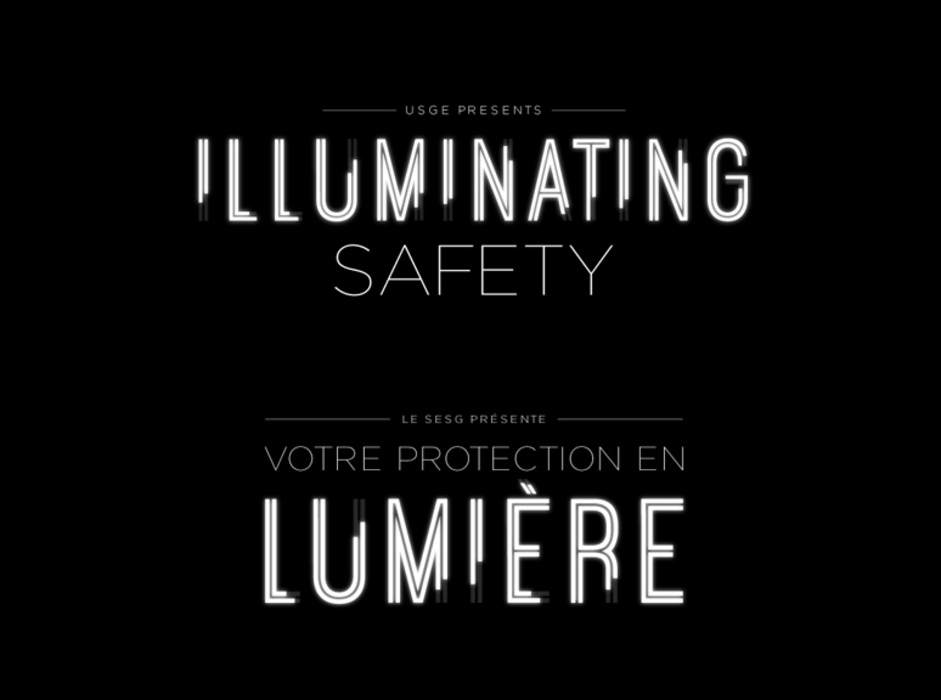 USGE PRESENTS
ILLUMINATING
SAFETY
LE SESG PRÉSENTE
VOTRE PROTECTION EN
LUMIÈRE